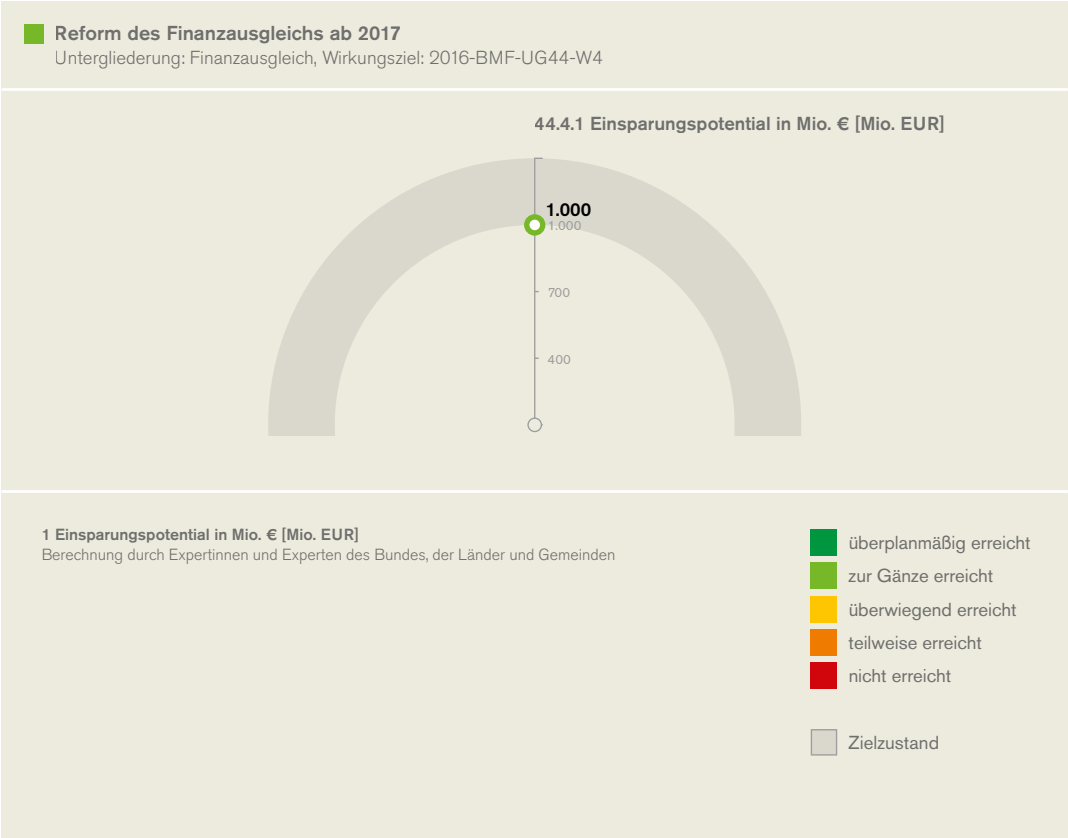 Reform des Finanzausgleichs ab 2017
Untergliederung: Finanzausgleich, Wirkungsziel: 2016-BMF-UG44-W4
44.4.1 Einsparungspotential in Mio. € [Mio. EUR]
1.000
1.000
700
400
1 Einsparungspotential in Mio. € [Mio. EUR]
Berechnung durch Expertinnen und Experten des Bundes, der Länder und Gemeinden
überplanmäßig erreicht
zur Gänze erreicht
überwiegend erreicht
teilweise erreicht
nicht erreicht
Zielzustand